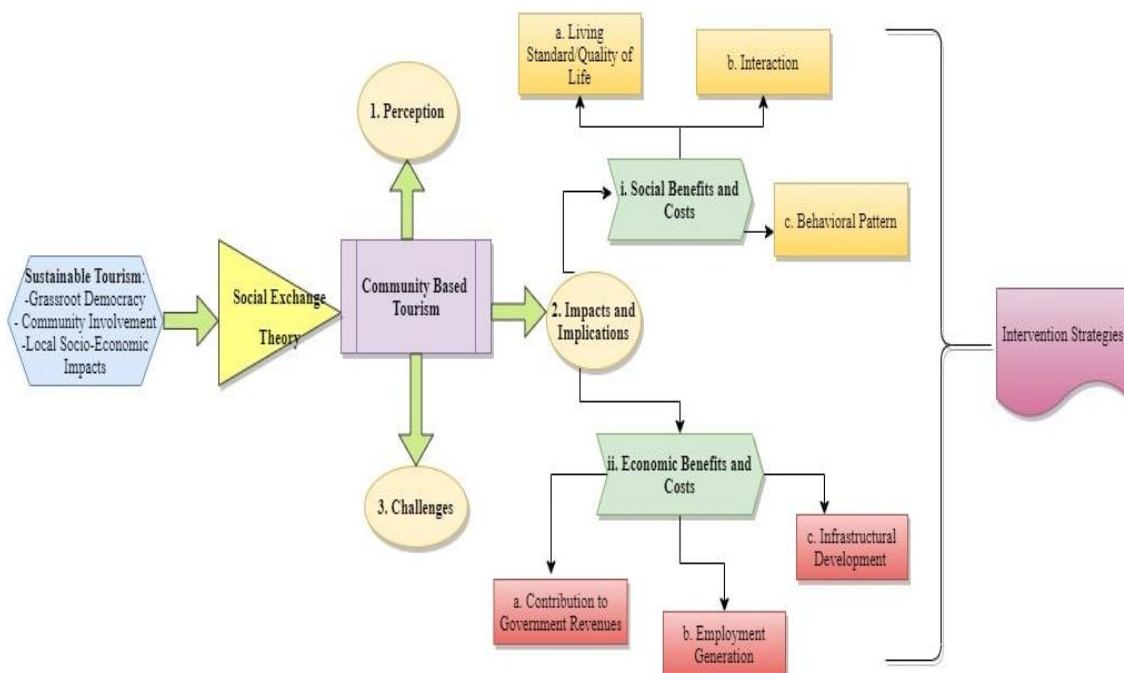 Sustainable Tourism:
-Grassroot Democracy
- Community Involvement
-Local Socio-Economic
Impacts
Social Exchange
Theory
Community Based
Tourism
1. Perception
2. Impacts and
Implications
3. Challenges
i. Social Benefits and
Costs
a. Living
Standard/Quality of
Life
b. Interaction
c. Behavioral Pattern
ii. Economic Benefits and
Costs
a. Contribution to
Government Revenues
b. Employment
Generation
c. Infrastructural
Development
Intervention Strategies